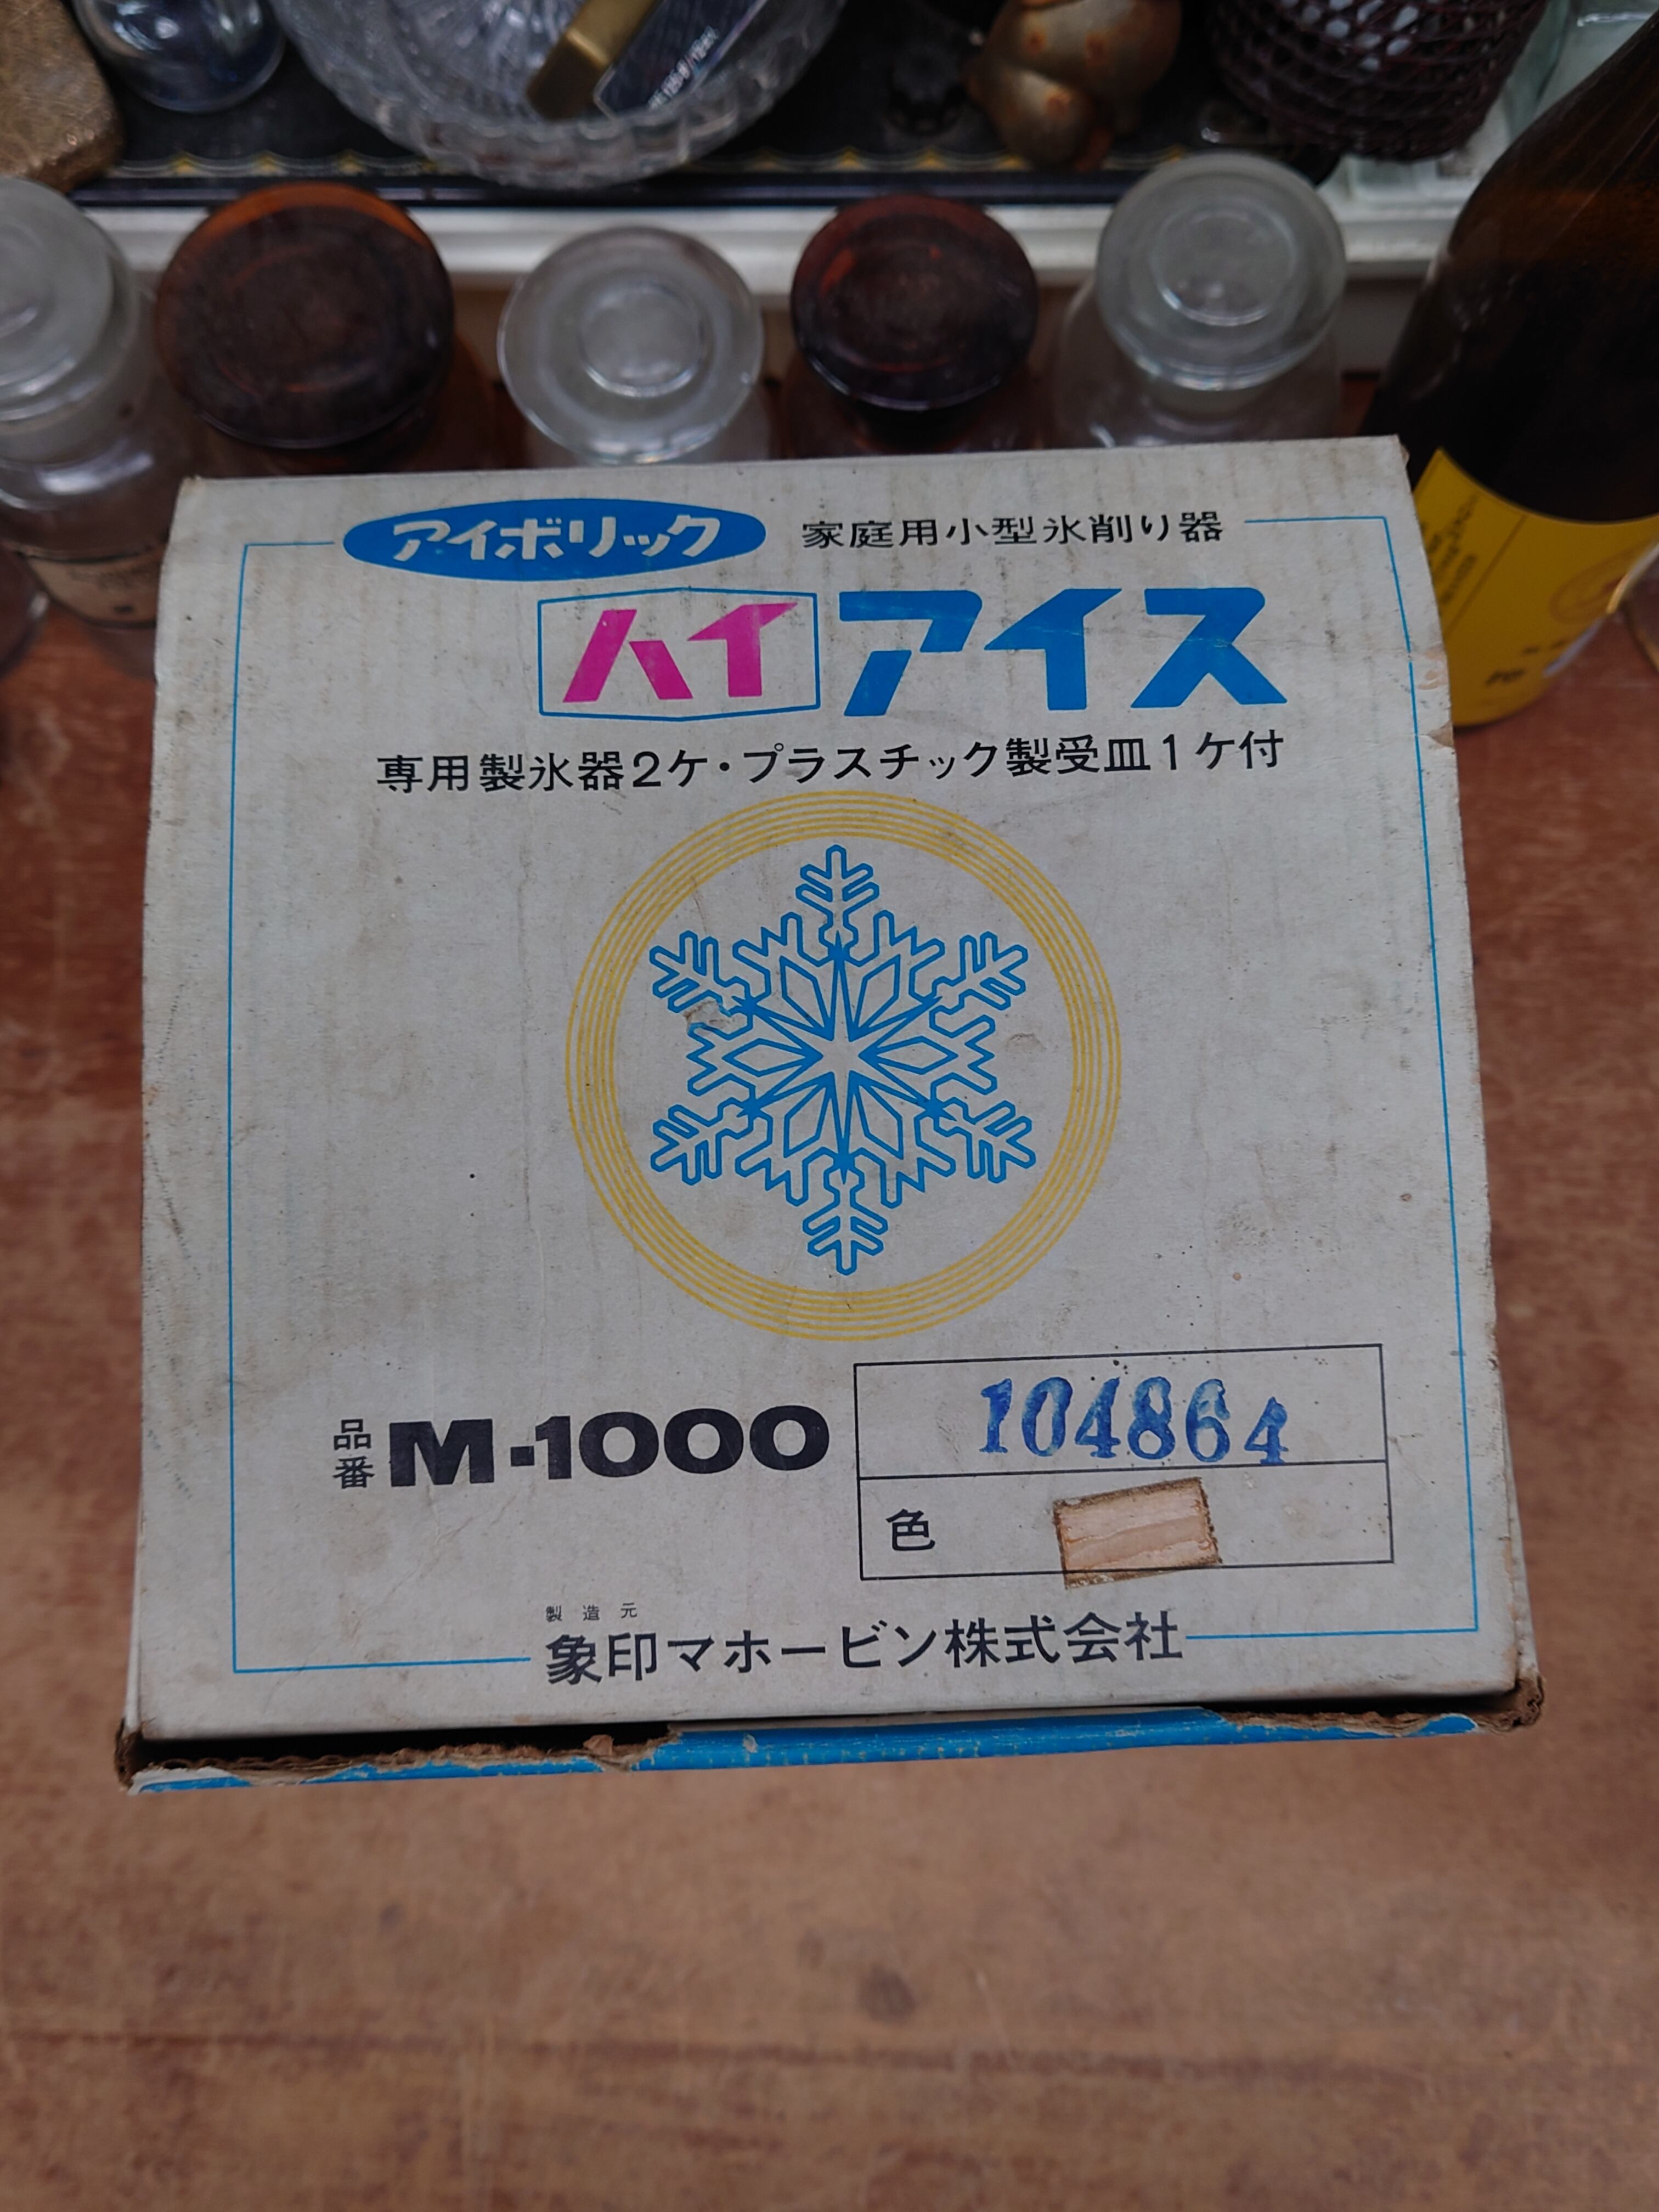 アイボリック 家庭用小型氷削り器
ハイアイス
専用製氷器2ケ・プラスチック製受皿1ケ付
品番 M-1000
104864
色
製造元
象印マホービン株式会社